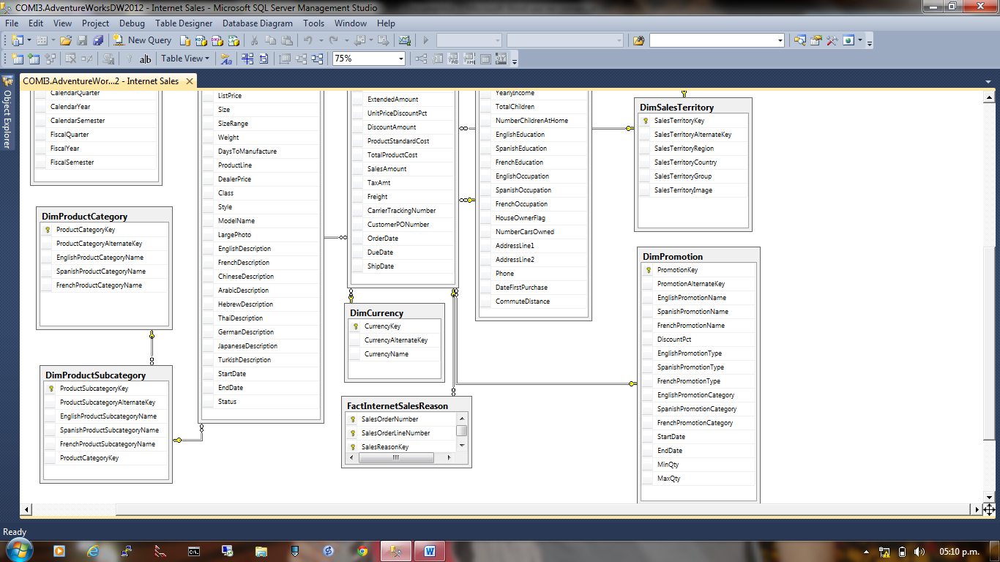 COMI3.AdventureWorksDW2012 - Internet Sales - Microsoft SQL Server Management Studio
File Edit View Project Debug Table Designer Database Diagram Tools Window Help
New Query
Table View
75%
COMI3.AdventureWor...2 - Internet Sales
Object Explorer
CalendarQuarter
CalendarYear
CalendarSemester
FiscalQuarter
FiscalYear
FiscalSemester
DimProductCategory
ProductCategoryKey
ProductCategoryAlternateKey
EnglishProductCategoryName
SpanishProductCategoryName
FrenchProductCategoryName
DimProductSubcategory
ProductSubcategoryKey
ProductSubcategoryAlternateKey
EnglishProductSubcategoryName
SpanishProductSubcategoryName
FrenchProductSubcategoryName
ProductCategoryKey
ListPrice
Size
SizeRange
Weight
DaysToManufacture
ProductLine
DealerPrice
Class
Style
ModelName
LargePhoto
EnglishDescription
FrenchDescription
ChineseDescription
ArabicDescription
HebrewDescription
ThaiDescription
GermanDescription
JapaneseDescription
TurkishDescription
StartDate
EndDate
Status
ExtendedAmount
UnitPriceDiscountPct
DiscountAmount
ProductStandardCost
TotalProductCost
SalesAmount
TaxAmt
Freight
CarrierTrackingNumber
CustomerPONumber
OrderDate
DueDate
ShipDate
DimCurrency
CurrencyKey
CurrencyAlternateKey
CurrencyName
FactInternetSalesReason
SalesOrderNumber
SalesOrderLineNumber
SalesReasonKey
YearlyIncome
TotalChildren
NumberChildrenAtHome
EnglishEducation
SpanishEducation
FrenchEducation
EnglishOccupation
SpanishOccupation
FrenchOccupation
HouseOwnerFlag
NumberCarsOwned
AddressLine1
AddressLine2
Phone
DateFirstPurchase
CommuteDistance
DimSalesTerritory
SalesTerritoryKey
SalesTerritoryAlternateKey
SalesTerritoryRegion
SalesTerritoryCountry
SalesTerritoryGroup
SalesTerritoryImage
DimPromotion
PromotionKey
PromotionAlternateKey
EnglishPromotionName
SpanishPromotionName
FrenchPromotionName
DiscountPct
EnglishPromotionType
SpanishPromotionType
FrenchPromotionType
EnglishPromotionCategory
SpanishPromotionCategory
FrenchPromotionCategory
StartDate
EndDate
MinQty
MaxQty
Ready
05:10 p.m.